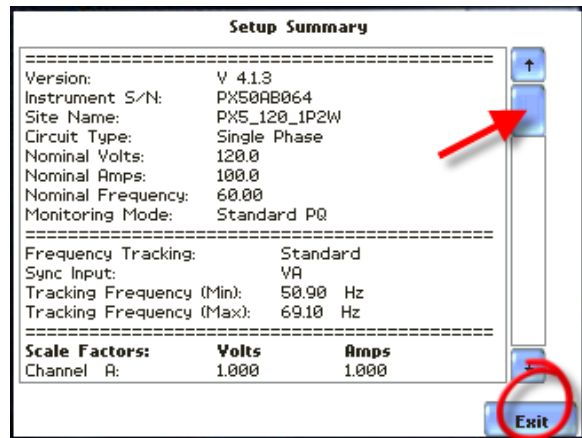 Setup Summary
==================================================
Version: V 4.1.3
Instrument S/N: PX50AB064
Site Name: PX5_120_1P2W
Circuit Type: Single Phase
Nominal Volts: 120.0
Nominal Amps: 100.0
Nominal Frequency: 60.00
Monitoring Mode: Standard PQ
==================================================
Frequency Tracking: Standard
Sync Input: VA
Tracking Frequency (Min): 50.90 Hz
Tracking Frequency (Max): 69.10 Hz
==================================================
Scale Factors: Volts Amps
Channel A: 1.000 1.000
Exit